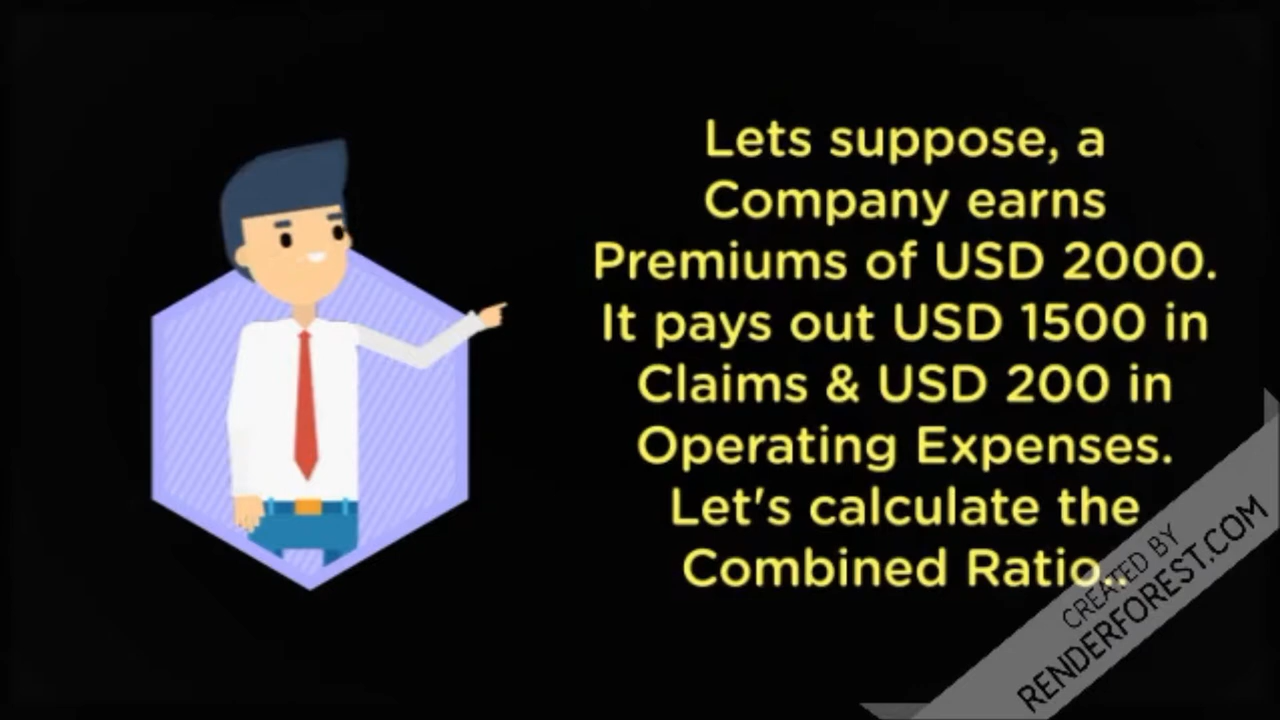 Lets suppose, a
Company earns
Premiums of USD 2000.
It pays out USD 1500 in
Claims & USD 200 in
Operating Expenses.
Let's calculate the
Combined Ratio..
CREATED BY
RENDERFOREST.COM